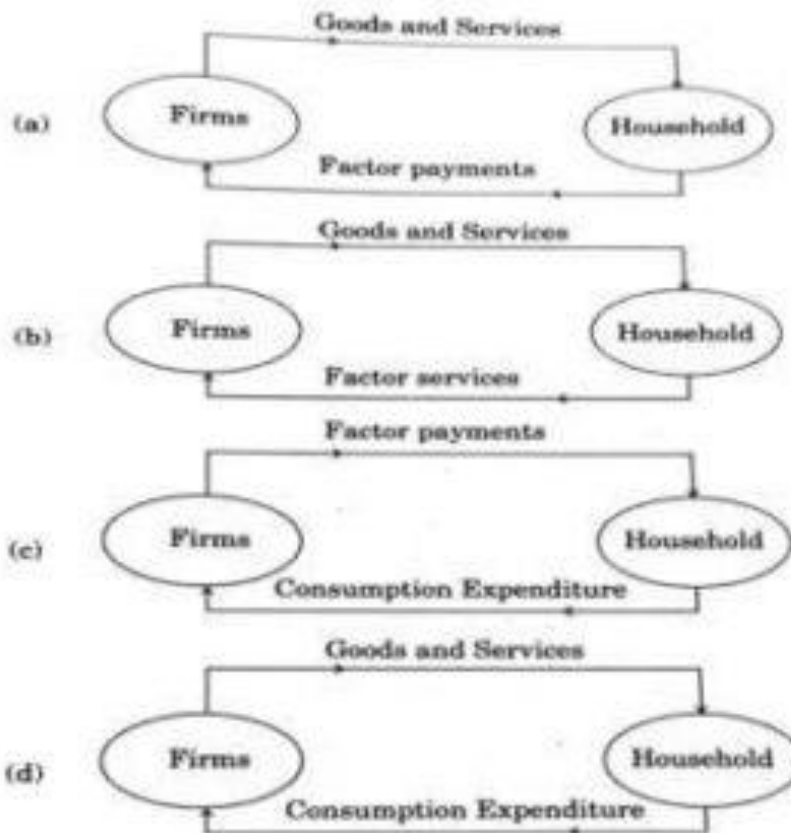 Goods and Services
(a)
Firms
Household
Factor payments
Goods and Services
(b)
Firms
Household
Factor services
Factor payments
(c)
Firms
Household
Consumption Expenditure
Goods and Services
(d)
Firms
Household
Consumption Expenditure